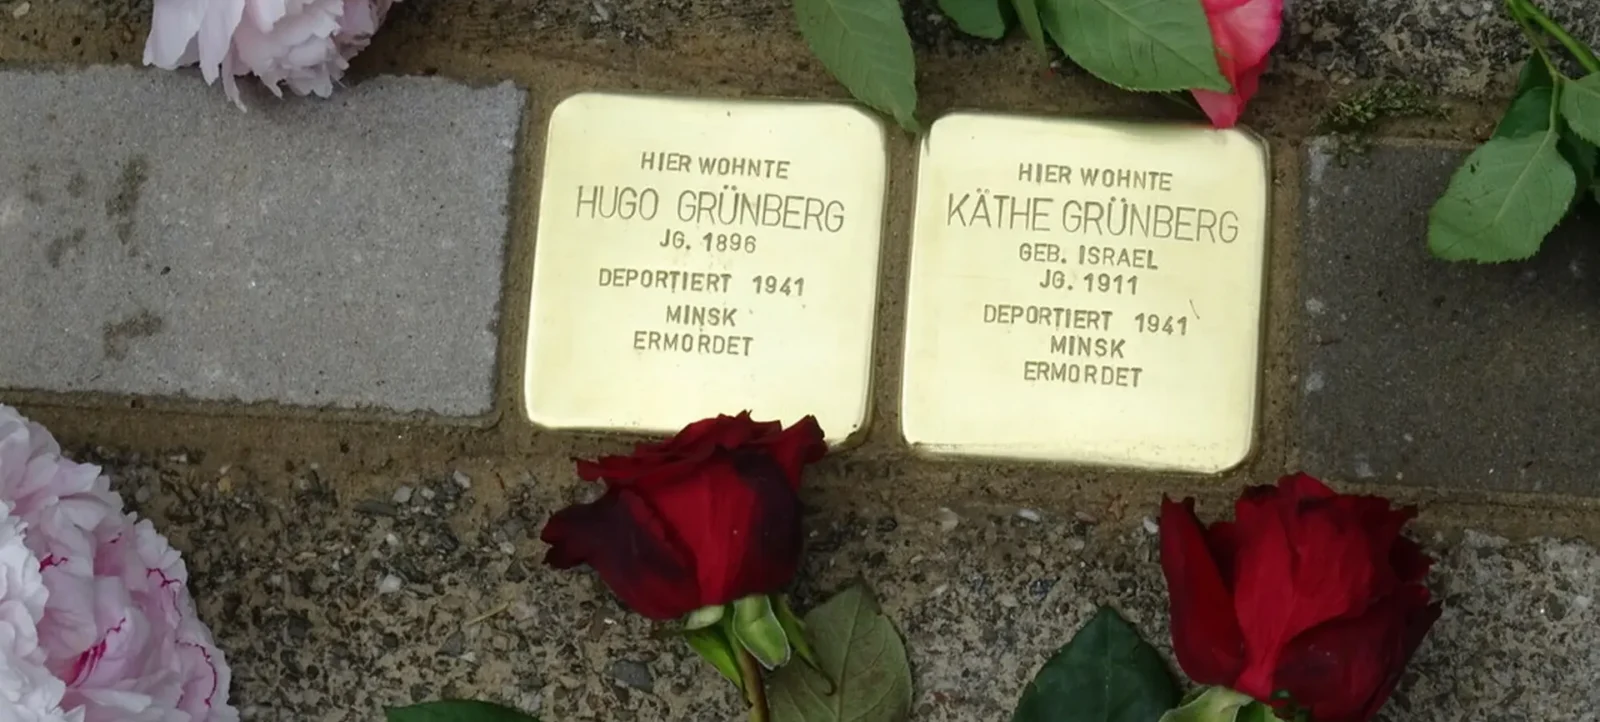 HIER WOHNTE
HUGO GRÜNBERG
JG. 1896
DEPORTIERT 1941
MINSK
ERMORDET
HIER WOHNTE
KÄTHE GRÜNBERG
GEB. ISRAEL
JG. 1911
DEPORTIERT 1941
MINSK
ERMORDET